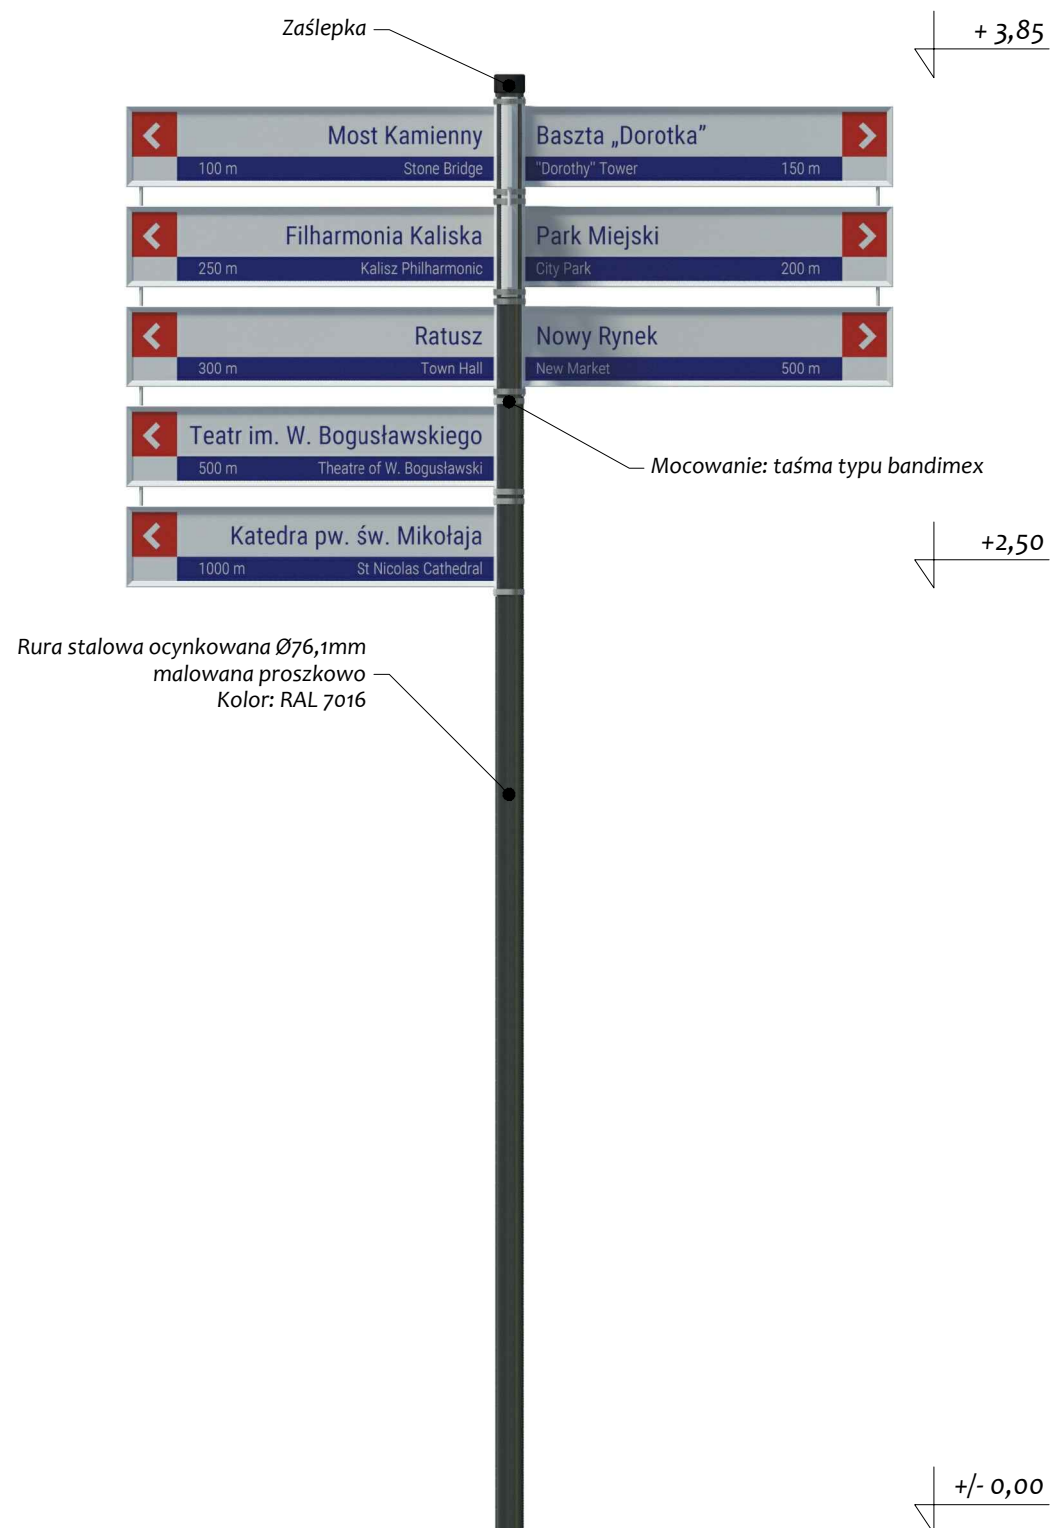 Zaślepka
+ 3,85
Most Kamienny
100 m Stone Bridge
Baszta „Dorotka”
"Dorothy" Tower 150 m
Filharmonia Kaliska
250 m Kalisz Philharmonic
Park Miejski
City Park 200 m
Ratusz
300 m Town Hall
Nowy Rynek
New Market 500 m
Teatr im. W. Bogusławskiego
500 m Theatre of W. Bogusławski
Mocowanie: taśma typu bandimex
Katedra pw. św. Mikołaja
1000 m St Nicolas Cathedral
+2,50
Rura stalowa ocynkowana Ø76,1mm
malowana proszkowo
Kolor: RAL 7016
+/- 0,00